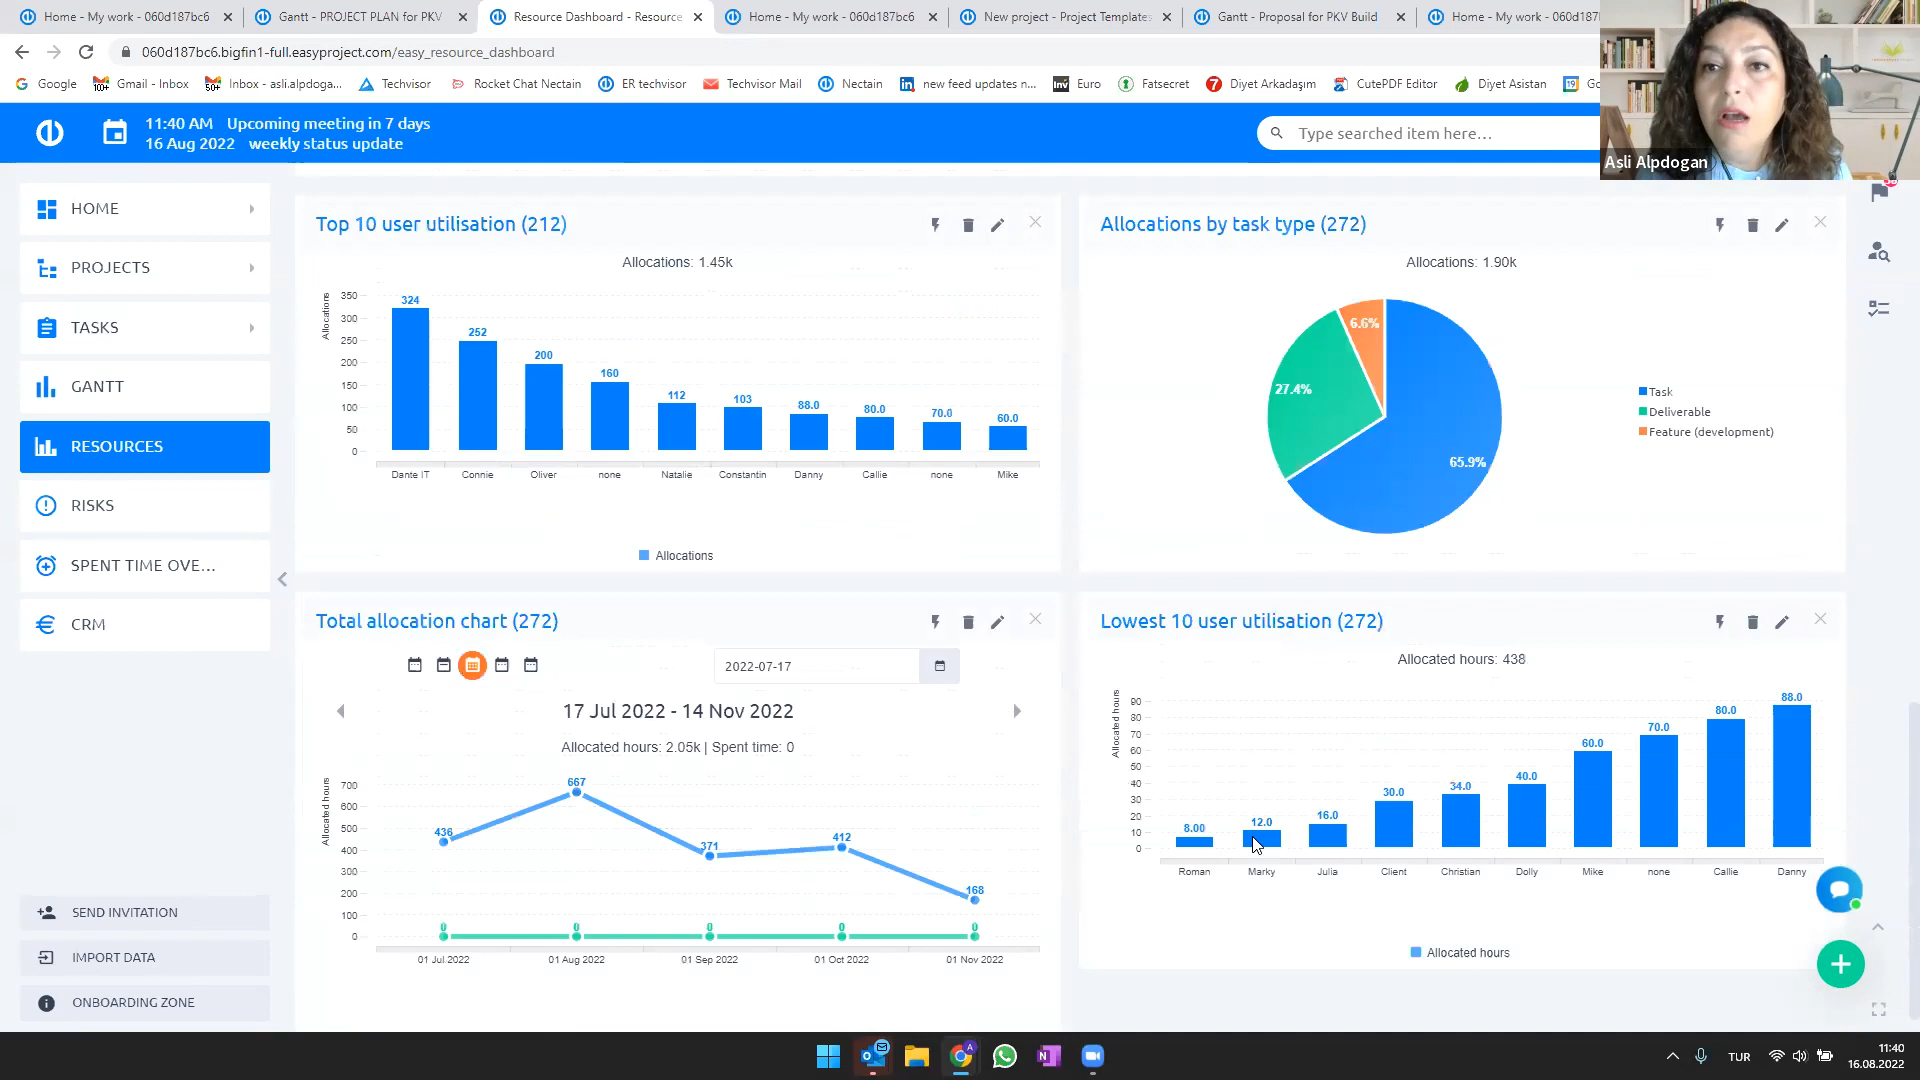 Home - My work - 060d187bc6
Gantt - PROJECT PLAN for PKV
Resource Dashboard - Resource
Home - My work - 060d187bc6
New project - Project Templates
Gantt - Proposal for PKV Build
Home - My work - 060d187bc6
060d187bc6.bigfin1-full.easyproject.com/easy_resource_dashboard
Google
Gmail - Inbox
Inbox - asli.alpdoga...
Techvisor
Rocket Chat Nectain
ER techvisor
Techvisor Mail
Nectain
new feed updates n...
Euro
Fatsecret
Diyet Arkadaşım
CutePDF Editor
Diyet Asistan
11:40 AM Upcoming meeting in 7 days
16 Aug 2022 weekly status update
Type searched item here...
Asli Alpdogan
HOME
PROJECTS
TASKS
GANTT
RESOURCES
RISKS
SPENT TIME OVE...
CRM
SEND INVITATION
IMPORT DATA
ONBOARDING ZONE
Top 10 user utilisation (212)
Allocations: 1.45k
Allocations
350
300
250
200
150
100
50
0
324
252
200
160
112
103
88.0
80.0
70.0
60.0
Dante IT
Connie
Oliver
none
Natalie
Constantin
Danny
Callie
none
Mike
Allocations
Allocations by task type (272)
Allocations: 1.90k
6.6%
27.4%
65.9%
Task
Deliverable
Feature (development)
Total allocation chart (272)
2022-07-17
17 Jul 2022 - 14 Nov 2022
Allocated hours: 2.05k | Spent time: 0
Allocated hours
700
600
500
400
300
200
100
0
436
667
371
412
168
0
0
0
0
0
01 Jul 2022
01 Aug 2022
01 Sep 2022
01 Oct 2022
01 Nov 2022
Lowest 10 user utilisation (272)
Allocated hours: 438
Allocated hours
90
80
70
60
50
40
30
20
10
0
8.00
12.0
16.0
30.0
34.0
40.0
60.0
70.0
80.0
88.0
Roman
Marky
Julia
Client
Christian
Dolly
Mike
none
Callie
Danny
Allocated hours
TUR
11:40
16.08.2022